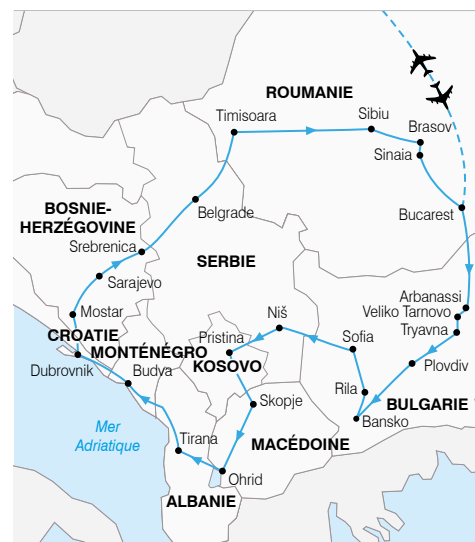 ROUMANIE
Timisoara
Sibiu
Brasov
Sinaia
BOSNIE-
HERZÉGOVINE
Belgrade
Bucarest
Srebrenica
SERBIE
Sarajevo
Arbanassi
Veliko Tarnovo
Mostar
Niš
Tryavna
CROATIE
Pristina
Sofia
MONTÉNÉGRO
KOSOVO
Plovdiv
Dubrovnik
Budva
Rila
Skopje
BULGARIE
Bansko
Mer
Adriatique
Tirana
MACÉDOINE
Ohrid
ALBANIE